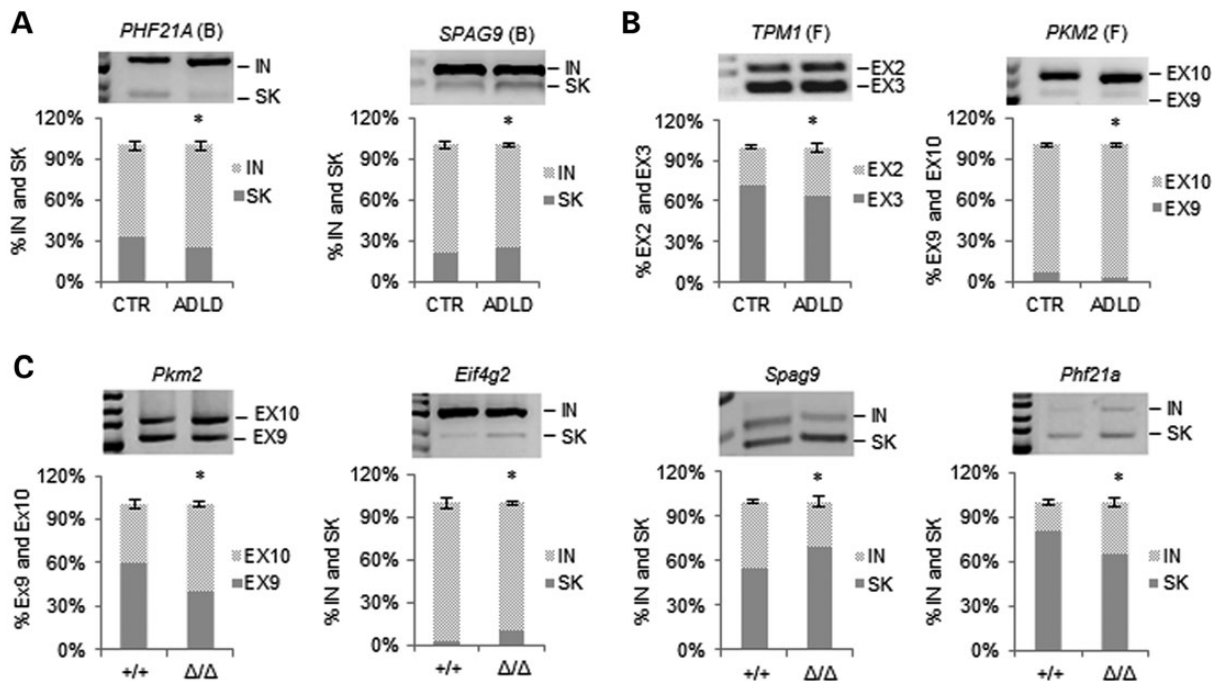 A
PHF21A (B)
IN
SK
120%
90%
60%
30%
0%
% IN and SK
*
IN
SK
CTR
ADLD
SPAG9 (B)
IN
SK
120%
90%
60%
30%
0%
% IN and SK
*
IN
SK
CTR
ADLD
B
TPM1 (F)
EX2
EX3
120%
90%
60%
30%
0%
% EX2 and EX3
*
EX2
EX3
CTR
ADLD
PKM2 (F)
EX10
EX9
120%
90%
60%
30%
0%
% EX9 and EX10
*
EX10
EX9
CTR
ADLD
C
Pkm2
EX10
EX9
120%
90%
60%
30%
0%
% Ex9 and Ex10
*
EX10
EX9
+/+
Δ/Δ
Eif4g2
IN
SK
120%
90%
60%
30%
0%
% IN and SK
*
IN
SK
+/+
Δ/Δ
Spag9
IN
SK
120%
90%
60%
30%
0%
% IN and SK
*
IN
SK
+/+
Δ/Δ
Phf21a
IN
SK
120%
90%
60%
30%
0%
% IN and SK
*
IN
SK
+/+
Δ/Δ